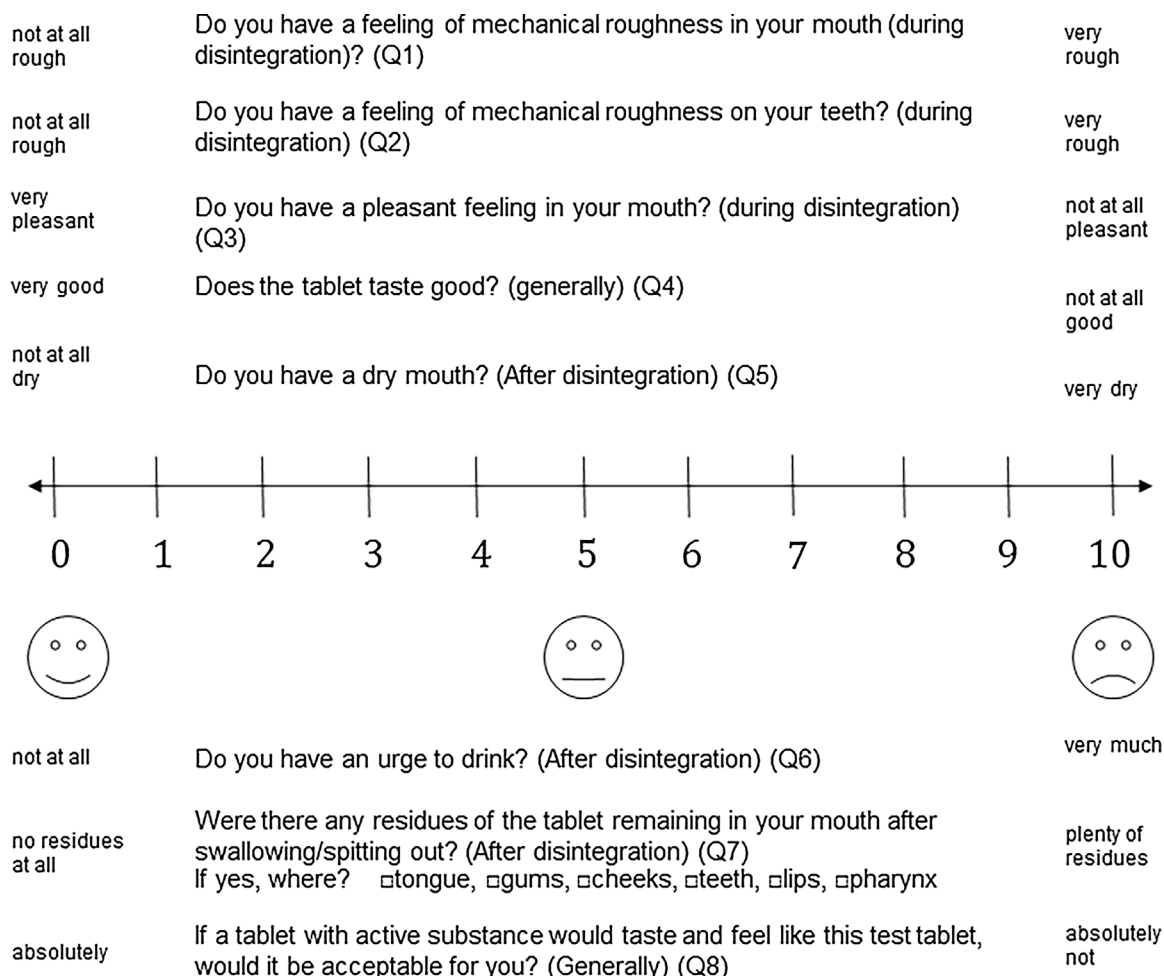 not at all
rough
Do you have a feeling of mechanical roughness in your mouth (during
disintegration)? (Q1)
very
rough
not at all
rough
Do you have a feeling of mechanical roughness on your teeth? (during
disintegration) (Q2)
very
rough
very
pleasant
Do you have a pleasant feeling in your mouth? (during disintegration)
(Q3)
not at all
pleasant
very good
Does the tablet taste good? (generally) (Q4)
not at all
good
not at all
dry
Do you have a dry mouth? (After disintegration) (Q5)
very dry
0 1 2 3 4 5 6 7 8 9 10
not at all
Do you have an urge to drink? (After disintegration) (Q6)
very much
no residues
at all
Were there any residues of the tablet remaining in your mouth after
swallowing/spitting out? (After disintegration) (Q7)
If yes, where? □tongue, □gums, □cheeks, □teeth, □lips, □pharynx
plenty of
residues
absolutely
If a tablet with active substance would taste and feel like this test tablet,
would it be acceptable for you? (Generally) (Q8)
absolutely
not